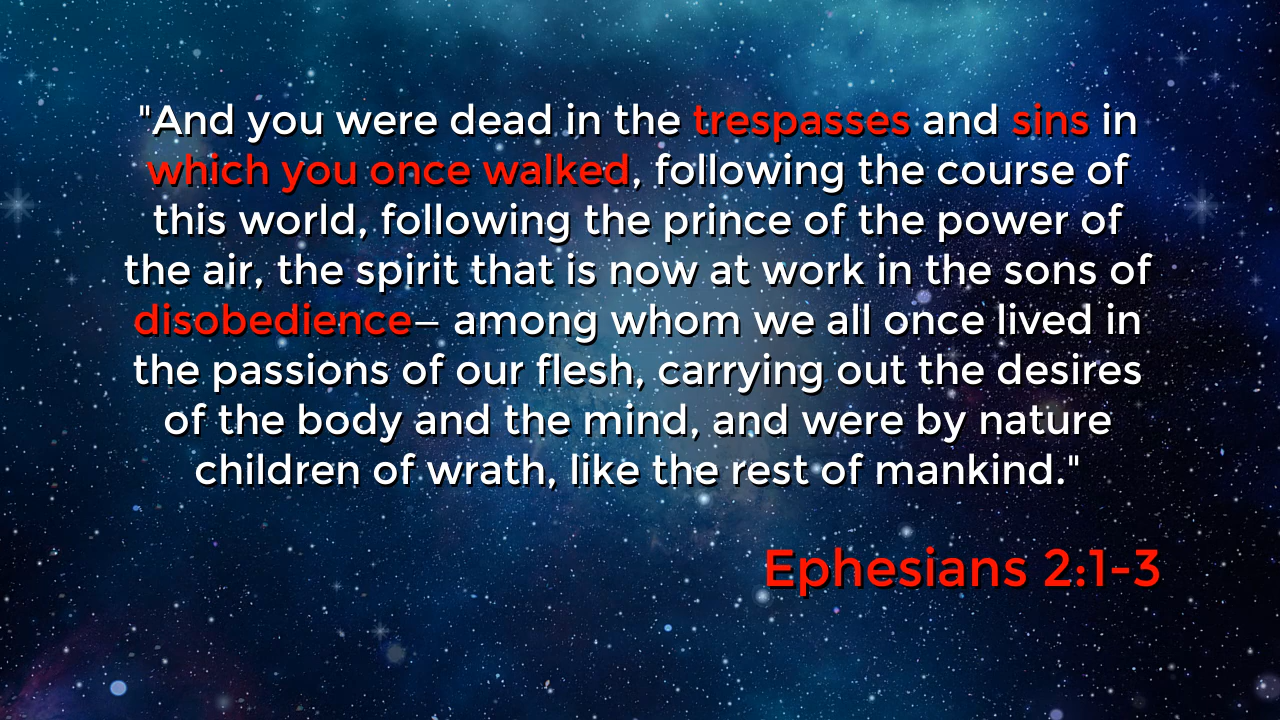 "And you were dead in the trespasses and sins in
which you once walked, following the course of
this world, following the prince of the power of
the air, the spirit that is now at work in the sons of
disobedience— among whom we all once lived in
the passions of our flesh, carrying out the desires
of the body and the mind, and were by nature
children of wrath, like the rest of mankind."
Ephesians 2:1-3